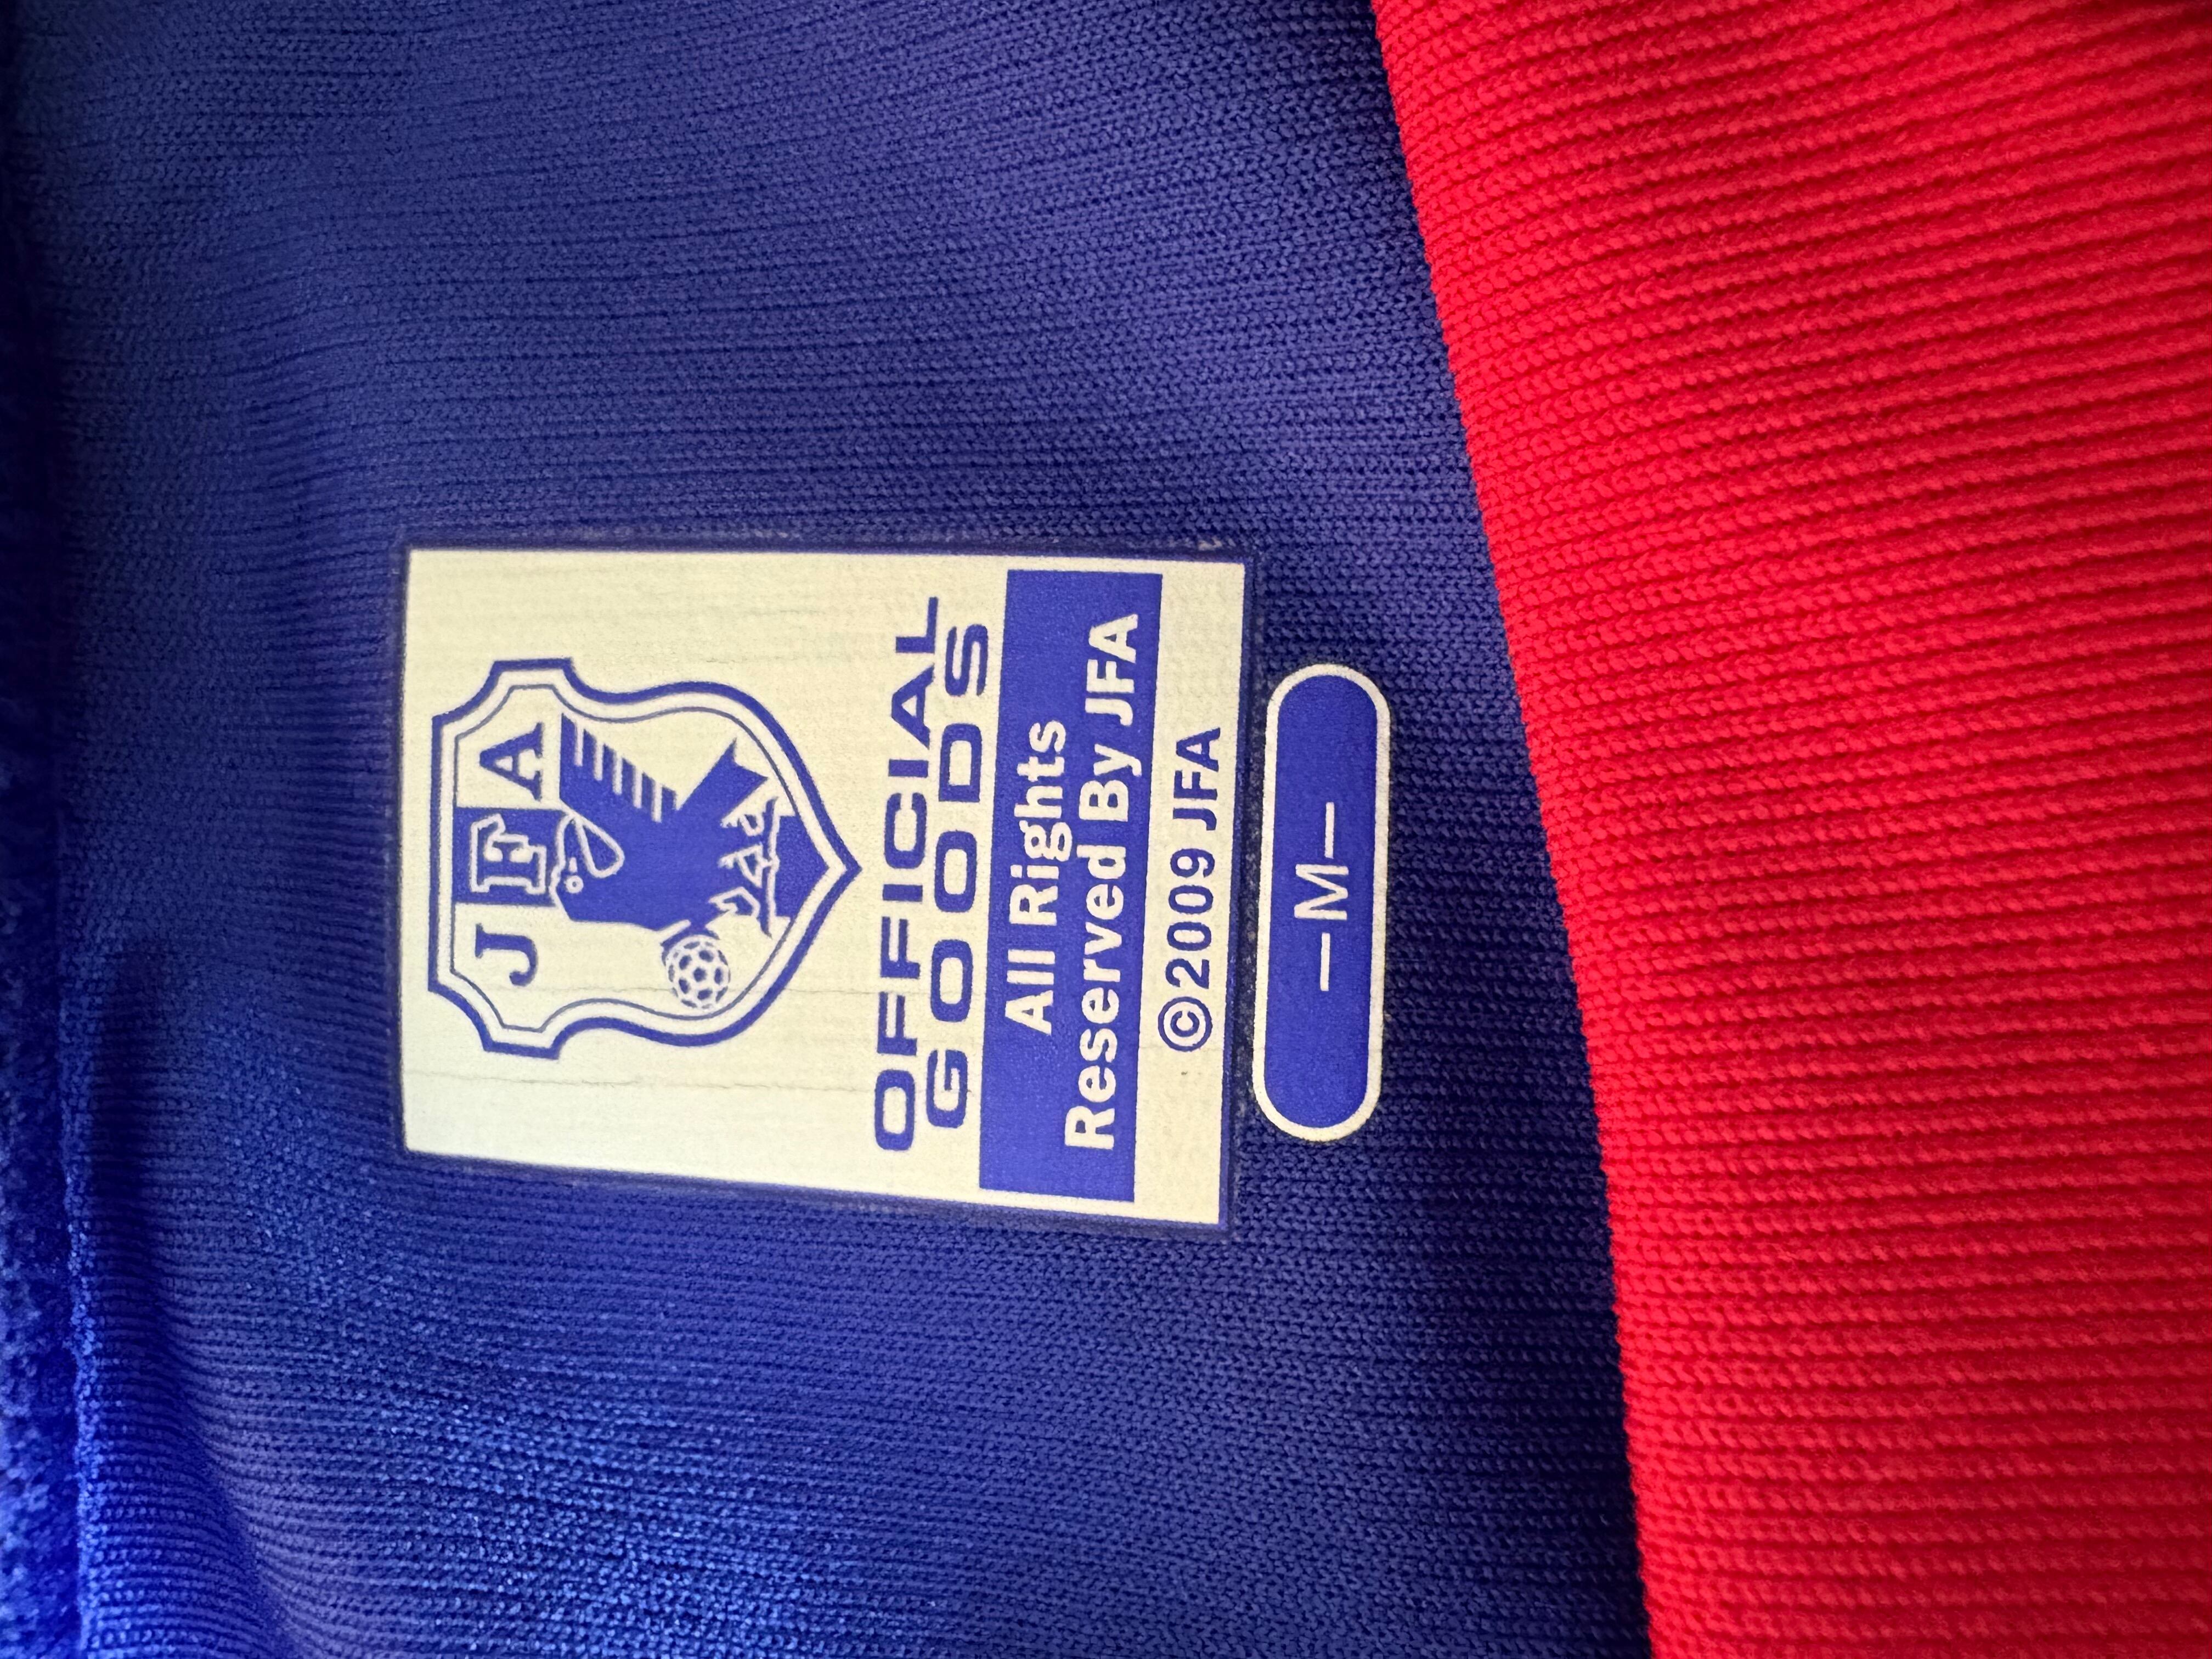 JFA
OFFICIAL
GOODS
All Rights
Reserved By JFA
©2009 JFA
–M–